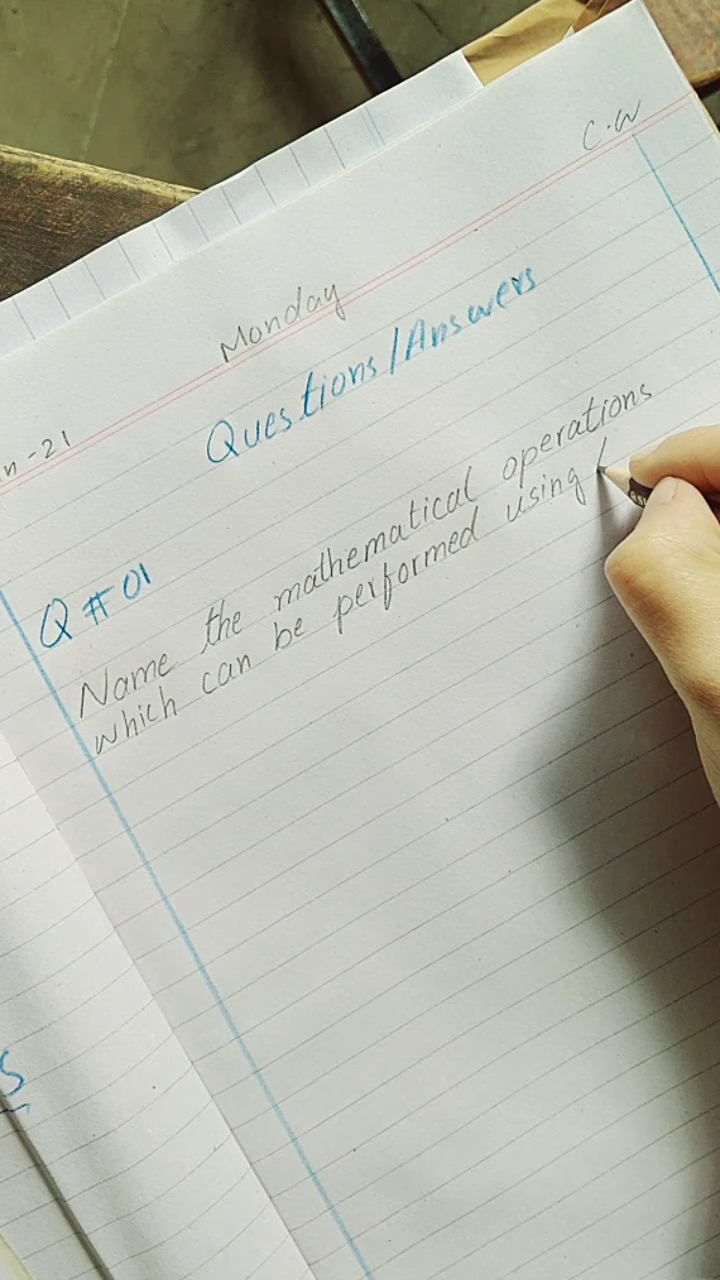 C.W
Monday
n-21
Questions/Answers
Q # 01
Name the mathematical operations
which can be performed using
S